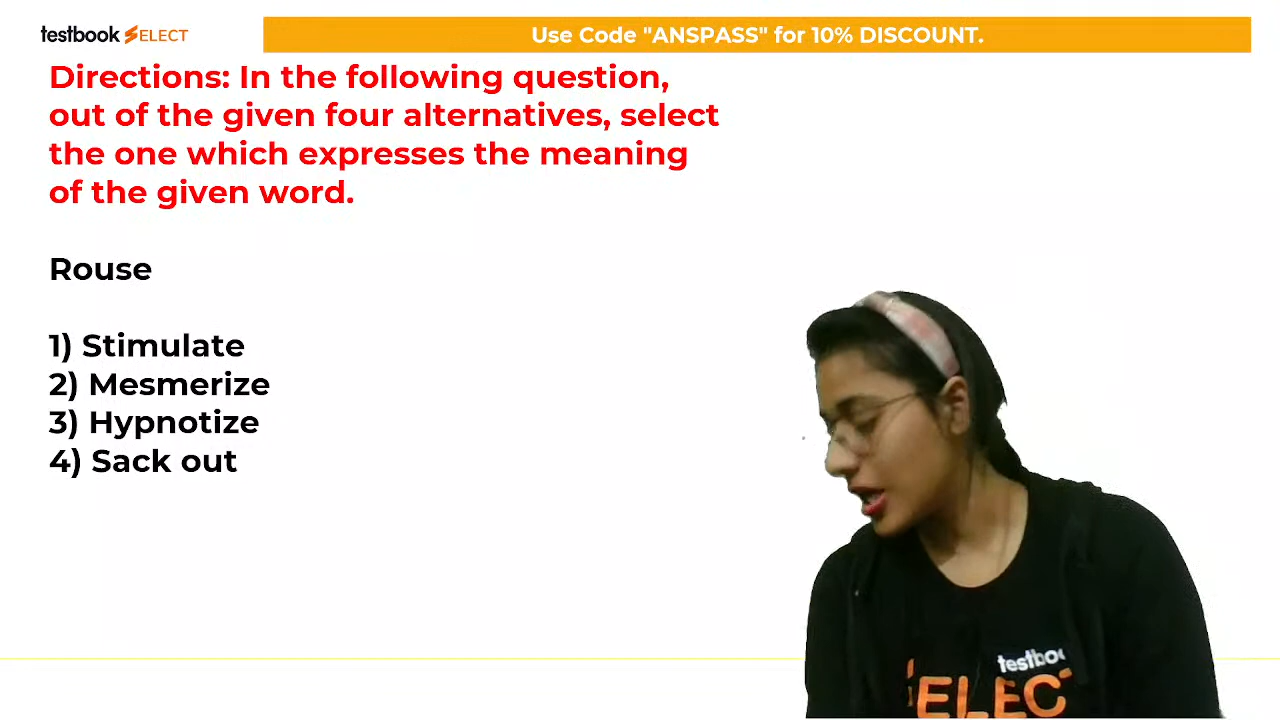 testbook SELECT
Use Code "ANSPASS" for 10% DISCOUNT.
Directions: In the following question,
out of the given four alternatives, select
the one which expresses the meaning
of the given word.
Rouse
1) Stimulate
2) Mesmerize
3) Hypnotize
4) Sack out
testbo
SELEC